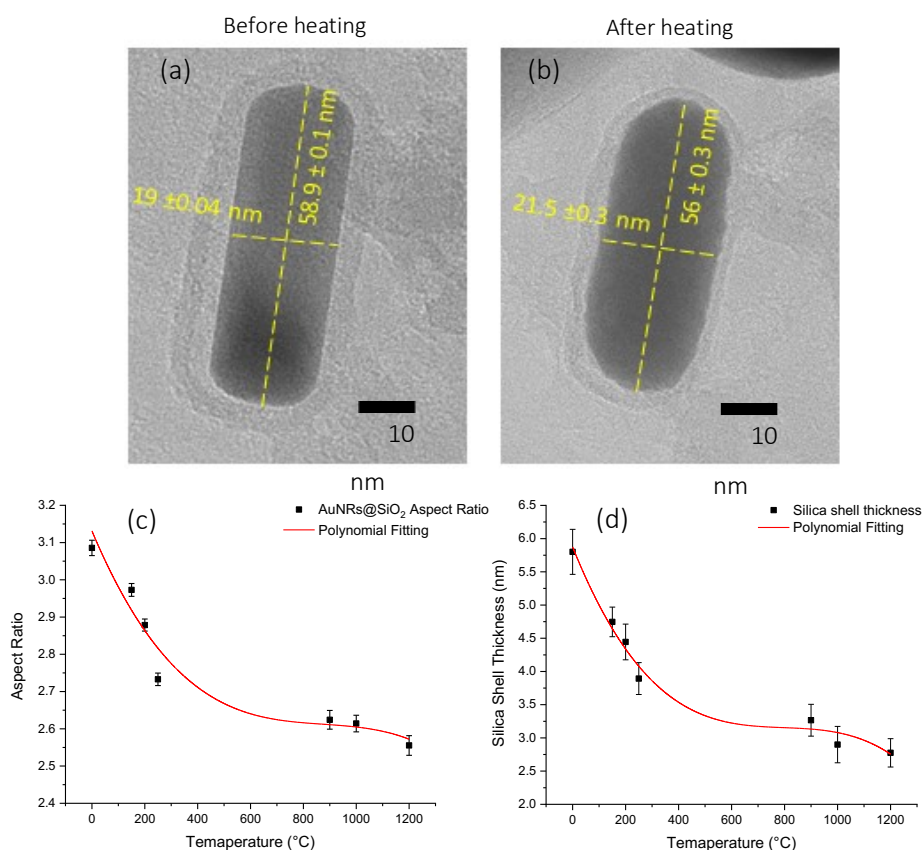 Before heating
After heating
(a)
58.9 ± 0.1 nm
19 ±0.04 nm
10
nm
(b)
56 ± 0.3 nm
21.5 ±0.3 nm
10
nm
(c)
AuNRs@SiO₂ Aspect Ratio
Polynomial Fitting
Aspect Ratio
3.2
3.1
3.0
2.9
2.8
2.7
2.6
2.5
2.4
0 200 400 600 800 1000 1200
Temaperature (°C)
(d)
Silica shell thickness
Polynomial Fitting
Silica Shell Thickness (nm)
6.5
6.0
5.5
5.0
4.5
4.0
3.5
3.0
2.5
2.0
0 200 400 600 800 1000 1200
Temaperature (°C)